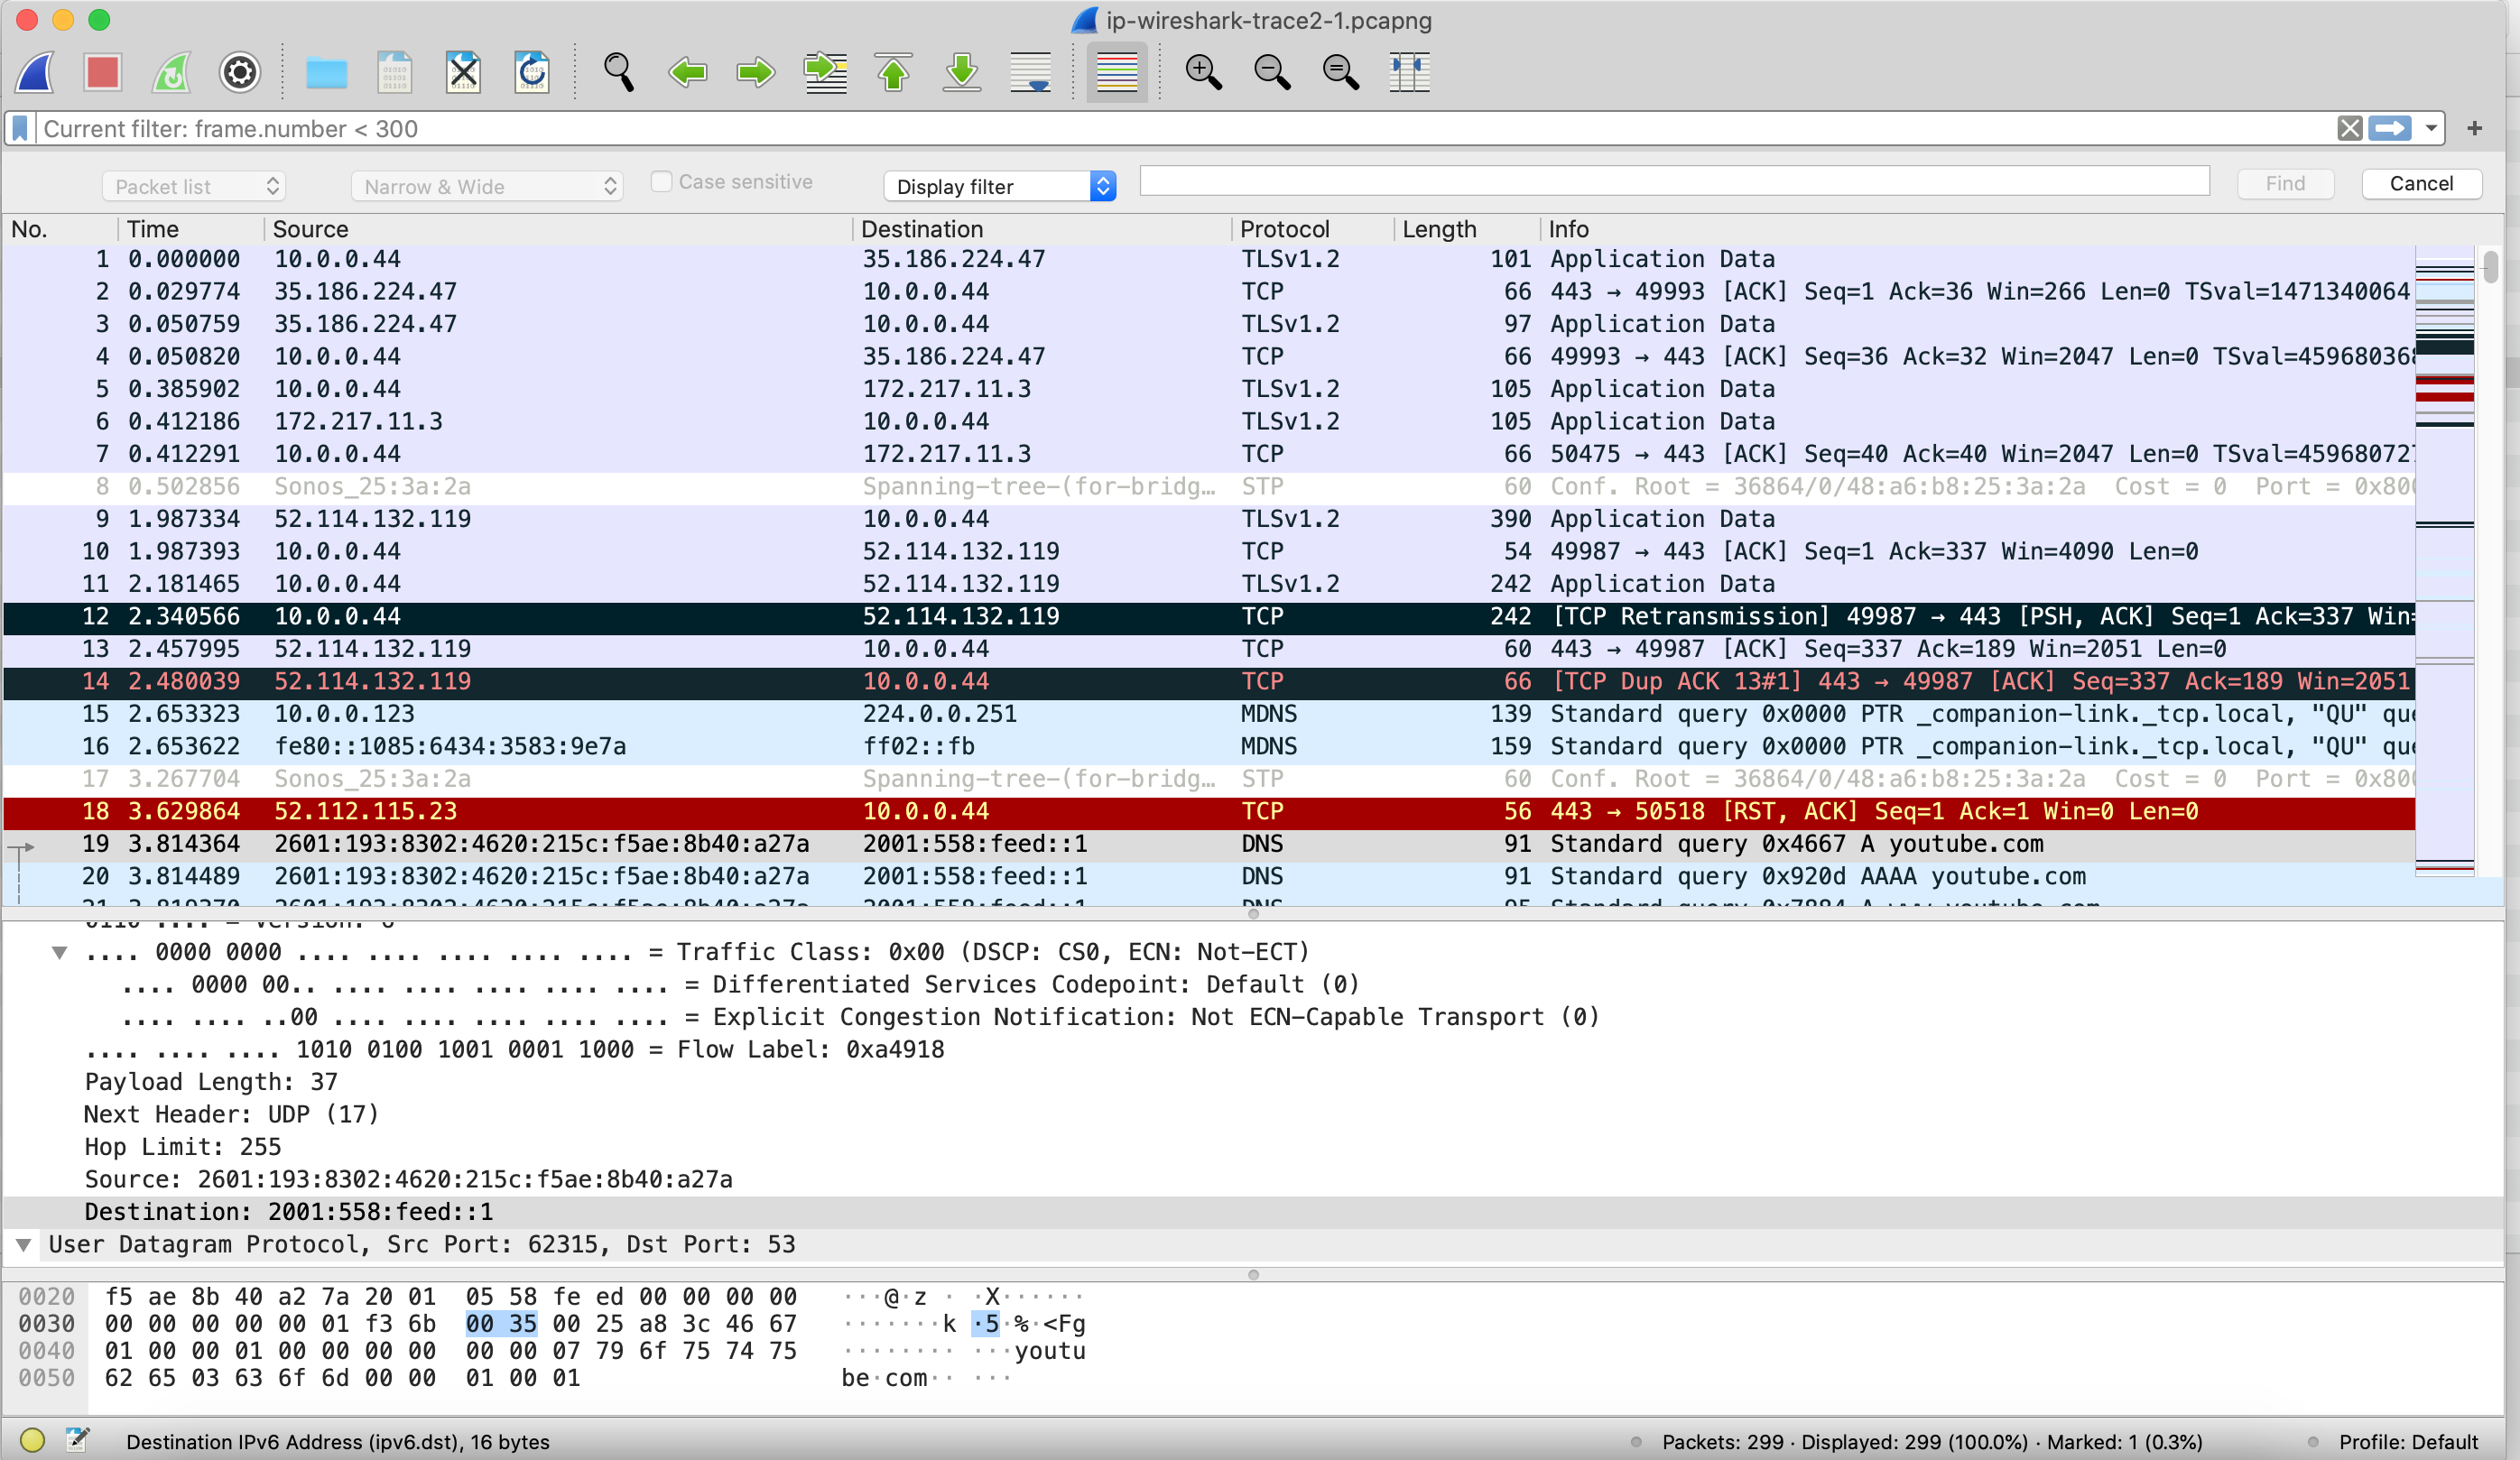 ip-wireshark-trace2-1.pcapng
Current filter: frame.number < 300
Packet list Narrow & Wide Case sensitive Display filter Find Cancel
No. Time Source Destination Protocol Length Info
1 0.000000 10.0.0.44 35.186.224.47 TLSv1.2 101 Application Data
2 0.029774 35.186.224.47 10.0.0.44 TCP 66 443 → 49993 [ACK] Seq=1 Ack=36 Win=266 Len=0 TSval=1471340064
3 0.050759 35.186.224.47 10.0.0.44 TLSv1.2 97 Application Data
4 0.050820 10.0.0.44 35.186.224.47 TCP 66 49993 → 443 [ACK] Seq=36 Ack=32 Win=2047 Len=0 TSval=459680368
5 0.385902 10.0.0.44 172.217.11.3 TLSv1.2 105 Application Data
6 0.412186 172.217.11.3 10.0.0.44 TLSv1.2 105 Application Data
7 0.412291 10.0.0.44 172.217.11.3 TCP 66 50475 → 443 [ACK] Seq=40 Ack=40 Win=2047 Len=0 TSval=459680727
8 0.502856 Sonos_25:3a:2a Spanning-tree-(for-bridg… STP 60 Conf. Root = 36864/0/48:a6:b8:25:3a:2a Cost = 0 Port = 0x800
9 1.987334 52.114.132.119 10.0.0.44 TLSv1.2 390 Application Data
10 1.987393 10.0.0.44 52.114.132.119 TCP 54 49987 → 443 [ACK] Seq=1 Ack=337 Win=4090 Len=0
11 2.181465 10.0.0.44 52.114.132.119 TLSv1.2 242 Application Data
12 2.340566 10.0.0.44 52.114.132.119 TCP 242 [TCP Retransmission] 49987 → 443 [PSH, ACK] Seq=1 Ack=337 Win=
13 2.457995 52.114.132.119 10.0.0.44 TCP 60 443 → 49987 [ACK] Seq=337 Ack=189 Win=2051 Len=0
14 2.480039 52.114.132.119 10.0.0.44 TCP 66 [TCP Dup ACK 13#1] 443 → 49987 [ACK] Seq=337 Ack=189 Win=2051
15 2.653323 10.0.0.123 224.0.0.251 MDNS 139 Standard query 0x0000 PTR _companion-link._tcp.local, "QU" que
16 2.653622 fe80::1085:6434:3583:9e7a ff02::fb MDNS 159 Standard query 0x0000 PTR _companion-link._tcp.local, "QU" que
17 3.267704 Sonos_25:3a:2a Spanning-tree-(for-bridg… STP 60 Conf. Root = 36864/0/48:a6:b8:25:3a:2a Cost = 0 Port = 0x800
18 3.629864 52.112.115.23 10.0.0.44 TCP 56 443 → 50518 [RST, ACK] Seq=1 Ack=1 Win=0 Len=0
19 3.814364 2601:193:8302:4620:215c:f5ae:8b40:a27a 2001:558:feed::1 DNS 91 Standard query 0x4667 A youtube.com
20 3.814489 2601:193:8302:4620:215c:f5ae:8b40:a27a 2001:558:feed::1 DNS 91 Standard query 0x920d AAAA youtube.com
21 3.819370 2601:193:8302:4620:215c:f5ae:8b40:a27a 2001:558:feed::1 DNS 95 Standard query 0x7884 A www.youtube.com
0110 .... = Version: 6
.... 0000 0000 .... .... .... .... .... = Traffic Class: 0x00 (DSCP: CS0, ECN: Not-ECT)
.... 0000 00.. .... .... .... .... .... = Differentiated Services Codepoint: Default (0)
.... .... ..00 .... .... .... .... .... = Explicit Congestion Notification: Not ECN-Capable Transport (0)
.... .... .... 1010 0100 1001 0001 1000 = Flow Label: 0xa4918
Payload Length: 37
Next Header: UDP (17)
Hop Limit: 255
Source: 2601:193:8302:4620:215c:f5ae:8b40:a27a
Destination: 2001:558:feed::1
User Datagram Protocol, Src Port: 62315, Dst Port: 53
0020 f5 ae 8b 40 a2 7a 20 01 05 58 fe ed 00 00 00 00 ···@·z · ·X······
0030 00 00 00 00 00 01 f3 6b 00 35 00 25 a8 3c 46 67 ·······k ·5·%·<Fg
0040 01 00 00 01 00 00 00 00 00 00 07 79 6f 75 74 75 ········ ···youtu
0050 62 65 03 63 6f 6d 00 00 01 00 01 be·com·· ···
Destination IPv6 Address (ipv6.dst), 16 bytes Packets: 299 · Displayed: 299 (100.0%) · Marked: 1 (0.3%) Profile: Default